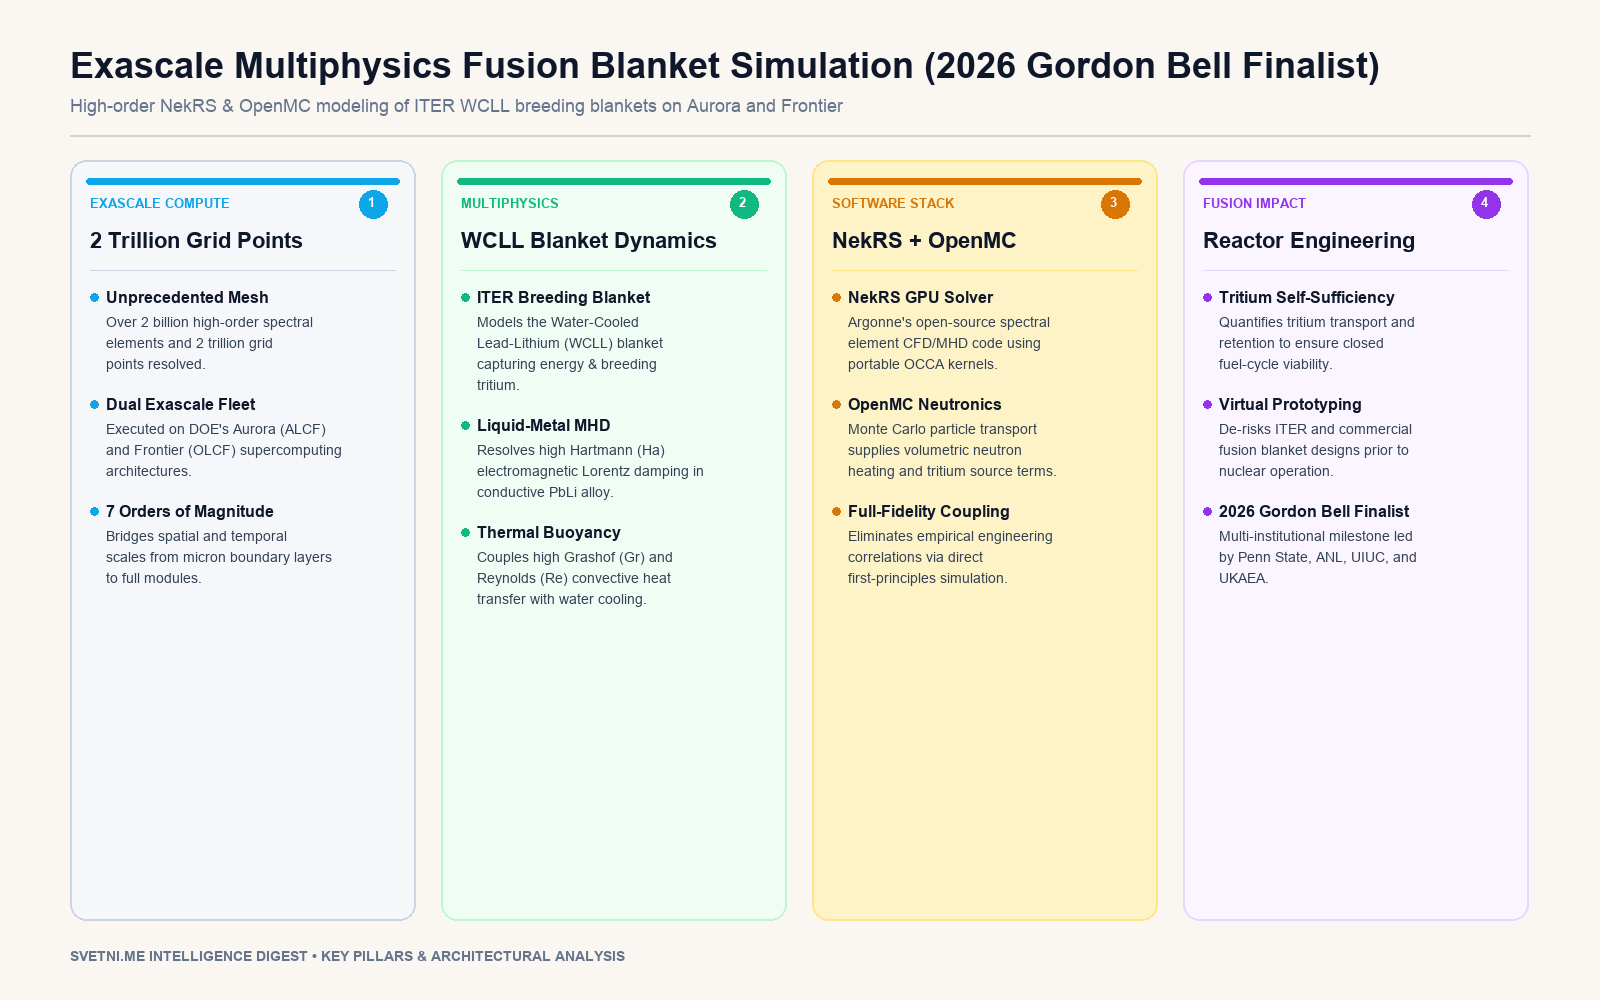 Exascale Multiphysics Fusion Blanket Simulation (2026 Gordon Bell Finalist)
High-order NekRS & OpenMC modeling of ITER WCLL breeding blankets on Aurora and Frontier
EXASCALE COMPUTE
1
2 Trillion Grid Points
Unprecedented Mesh
Over 2 billion high-order spectral
elements and 2 trillion grid
points resolved.
Dual Exascale Fleet
Executed on DOE's Aurora (ALCF)
and Frontier (OLCF) supercomputing
architectures.
7 Orders of Magnitude
Bridges spatial and temporal
scales from micron boundary layers
to full modules.
MULTIPHYSICS
2
WCLL Blanket Dynamics
ITER Breeding Blanket
Models the Water-Cooled
Lead-Lithium (WCLL) blanket
capturing energy & breeding
tritium.
Liquid-Metal MHD
Resolves high Hartmann (Ha)
electromagnetic Lorentz damping in
conductive PbLi alloy.
Thermal Buoyancy
Couples high Grashof (Gr) and
Reynolds (Re) convective heat
transfer with water cooling.
SOFTWARE STACK
3
NekRS + OpenMC
NekRS GPU Solver
Argonne's open-source spectral
element CFD/MHD code using
portable OCCA kernels.
OpenMC Neutronics
Monte Carlo particle transport
supplies volumetric neutron
heating and tritium source terms.
Full-Fidelity Coupling
Eliminates empirical engineering
correlations via direct
first-principles simulation.
FUSION IMPACT
4
Reactor Engineering
Tritium Self-Sufficiency
Quantifies tritium transport and
retention to ensure closed
fuel-cycle viability.
Virtual Prototyping
De-risks ITER and commercial
fusion blanket designs prior to
nuclear operation.
2026 Gordon Bell Finalist
Multi-institutional milestone led
by Penn State, ANL, UIUC, and
UKAEA.
SVETNI.ME INTELLIGENCE DIGEST • KEY PILLARS & ARCHITECTURAL ANALYSIS